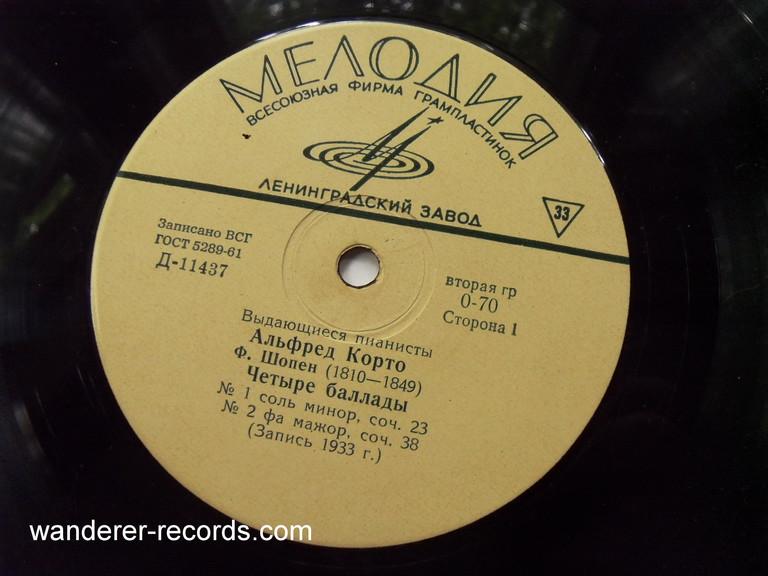 МЕЛОДИЯ
ВСЕСОЮЗНАЯ ФИРМА ГРАМПЛАСТИНОК
ЛЕНИНГРАДСКИЙ ЗАВОД
33
Записано ВСГ
ГОСТ 5289-61
Д-11437
вторая гр
0-70
Сторона 1
Выдающиеся пианисты
Альфред Корто
Ф. Шопен (1810—1849)
Четыре баллады
№ 1 соль минор, соч. 23
№ 2 фа мажор, соч. 38
(Запись 1933 г.)
wanderer-records.com